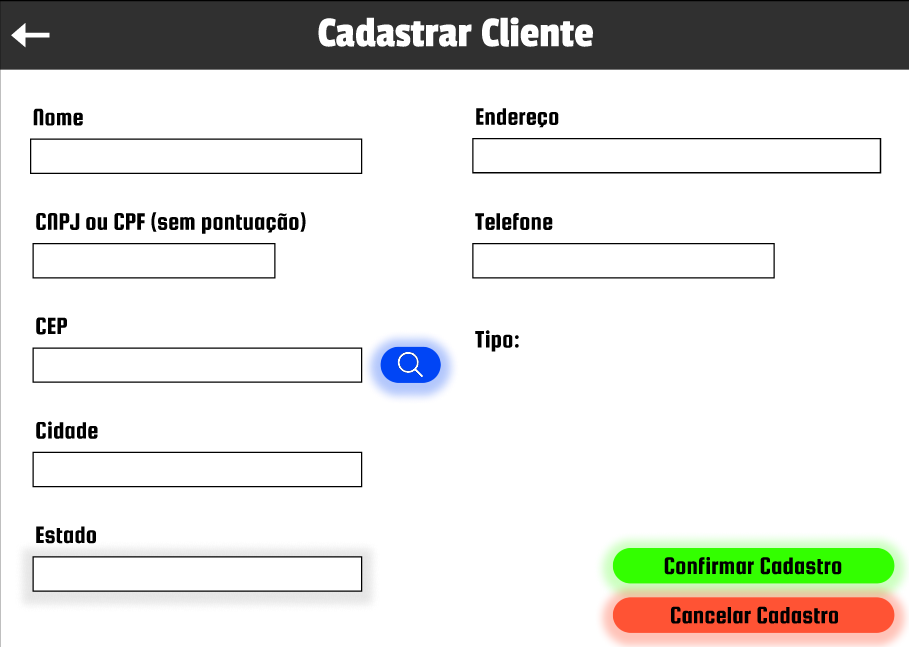 Cadastrar Cliente
Nome
Endereço
CNPJ ou CPF (sem pontuação)
Telefone
CEP
Tipo:
Cidade
Estado
Confirmar Cadastro
Cancelar Cadastro